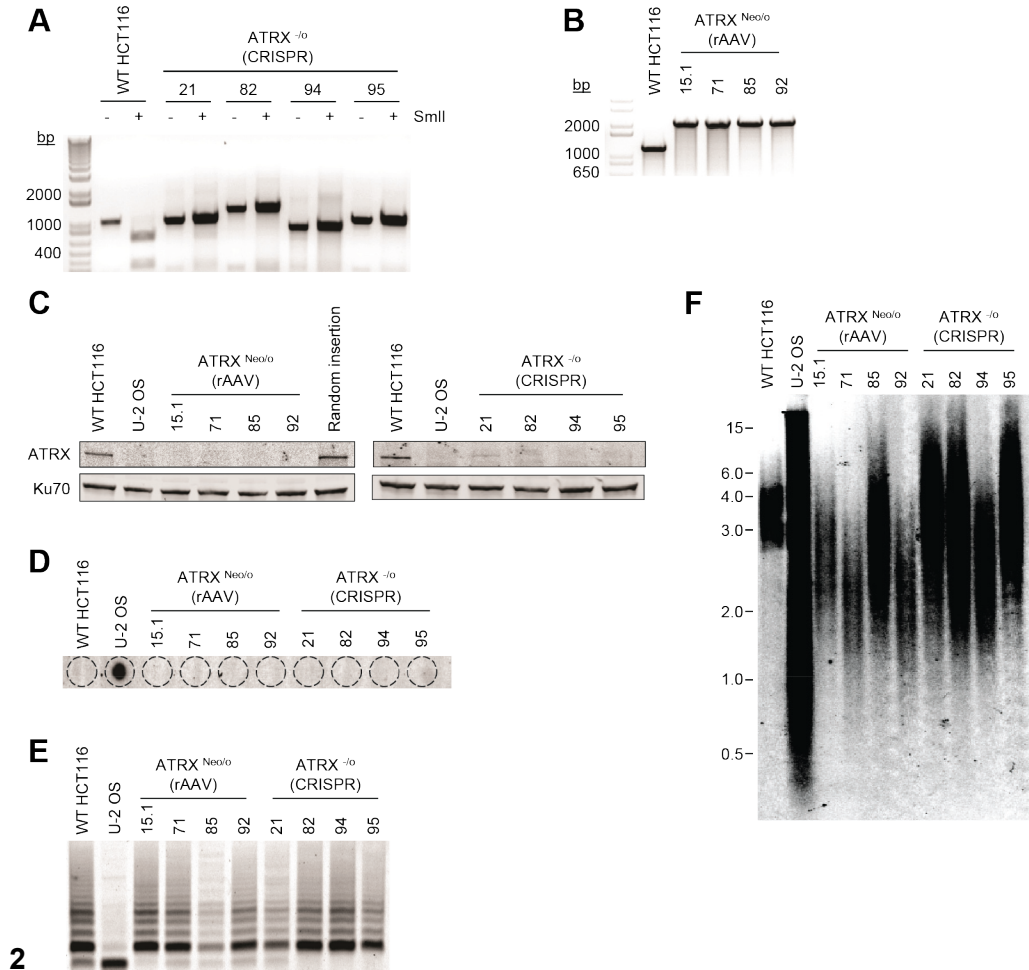 A
WT HCT116
ATRX -/o
(CRISPR)
21 82 94 95
- + - + - + - + - + SmlI
bp
2000
1000
400
B
WT HCT116
ATRX Neo/o
(rAAV)
15.1 71 85 92
bp
2000
1000
650
C
WT HCT116
U-2 OS
ATRX Neo/o
(rAAV)
15.1 71 85 92
Random insertion
WT HCT116
U-2 OS
ATRX -/o
(CRISPR)
21 82 94 95
ATRX
Ku70
D
WT HCT116
U-2 OS
ATRX Neo/o
(rAAV)
15.1 71 85 92
ATRX -/o
(CRISPR)
21 82 94 95
E
WT HCT116
U-2 OS
ATRX Neo/o
(rAAV)
15.1 71 85 92
ATRX -/o
(CRISPR)
21 82 94 95
F
WT HCT116
U-2 OS
ATRX Neo/o
(rAAV)
15.1 71 85 92
ATRX -/o
(CRISPR)
21 82 94 95
15
6.0
4.0
3.0
2.0
1.0
0.5
2